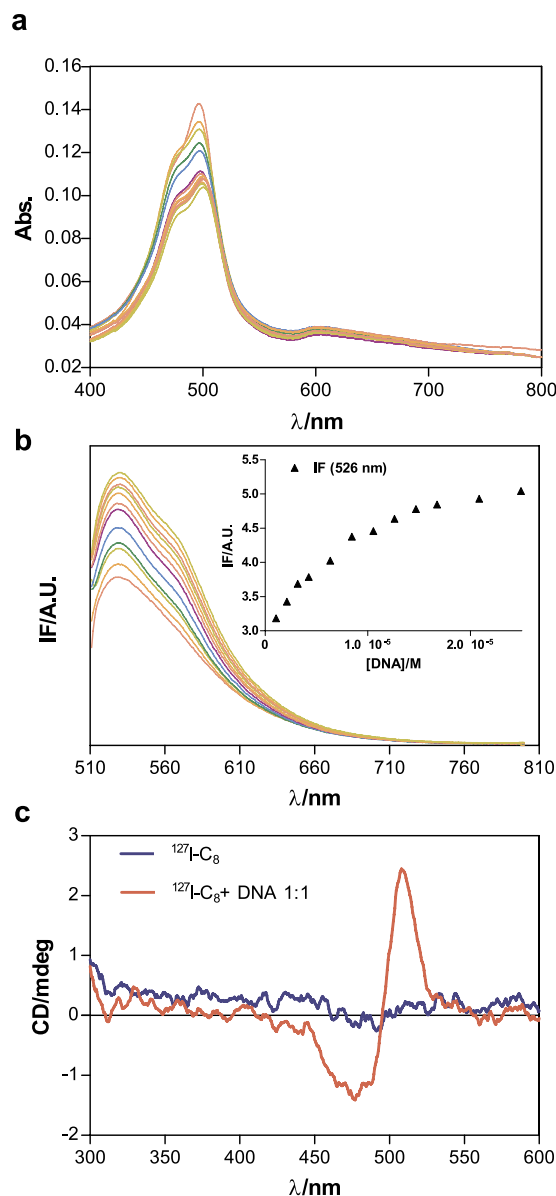 a
0.16
0.14
0.12
0.10
0.08
0.06
0.04
0.02
Abs.
400 500 600 700 800
λ/nm
b
IF/A.U.
5.5
5.0
4.5
4.0
3.5
3.0
IF/A.U.
▲ IF (526 nm)
0 1.0 10⁻⁵ 2.0 10⁻⁵
[DNA]/M
510 560 610 660 710 760 810
λ/nm
c
3
2
1
0
-1
-2
CD/mdeg
¹²⁷I-C₈
¹²⁷I-C₈+ DNA 1:1
300 350 400 450 500 550 600
λ/nm